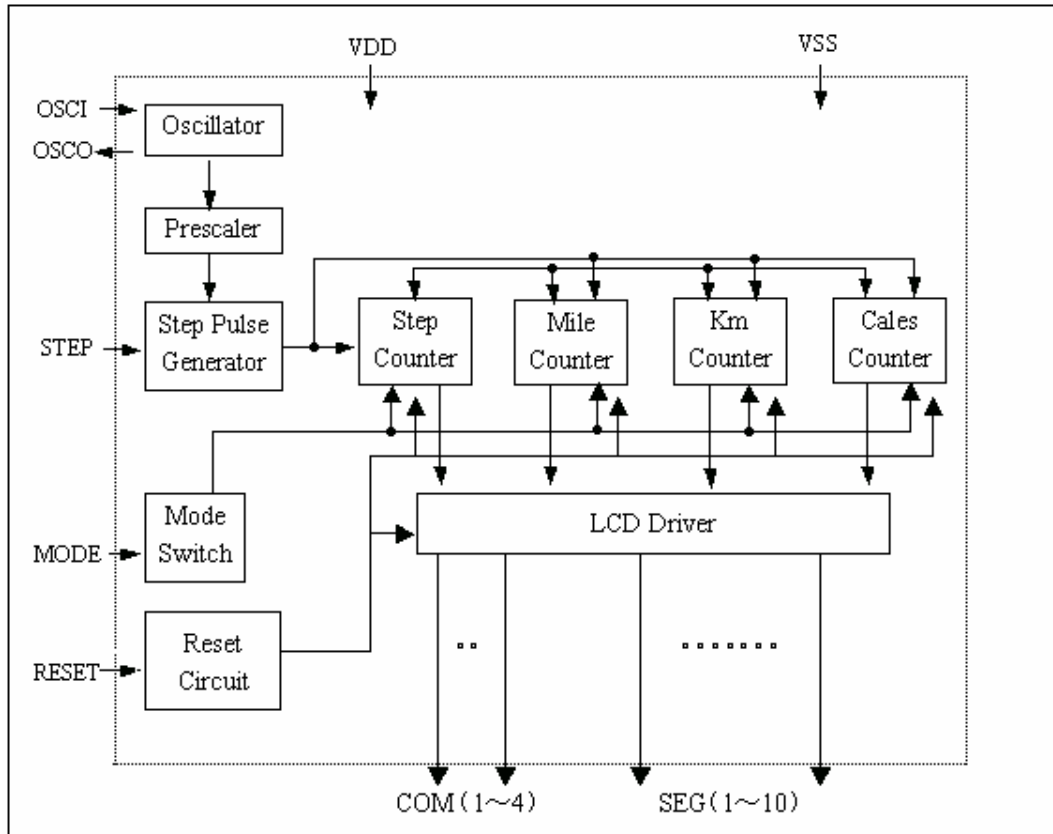 VDD
VSS
OSCI
OSCO
Oscillator
Prescaler
STEP
Step Pulse
Generator
Step
Counter
Mile
Counter
Km
Counter
Cales
Counter
MODE
Mode
Switch
LCD Driver
RESET
Reset
Circuit
COM(1～4)
SEG(1～10)